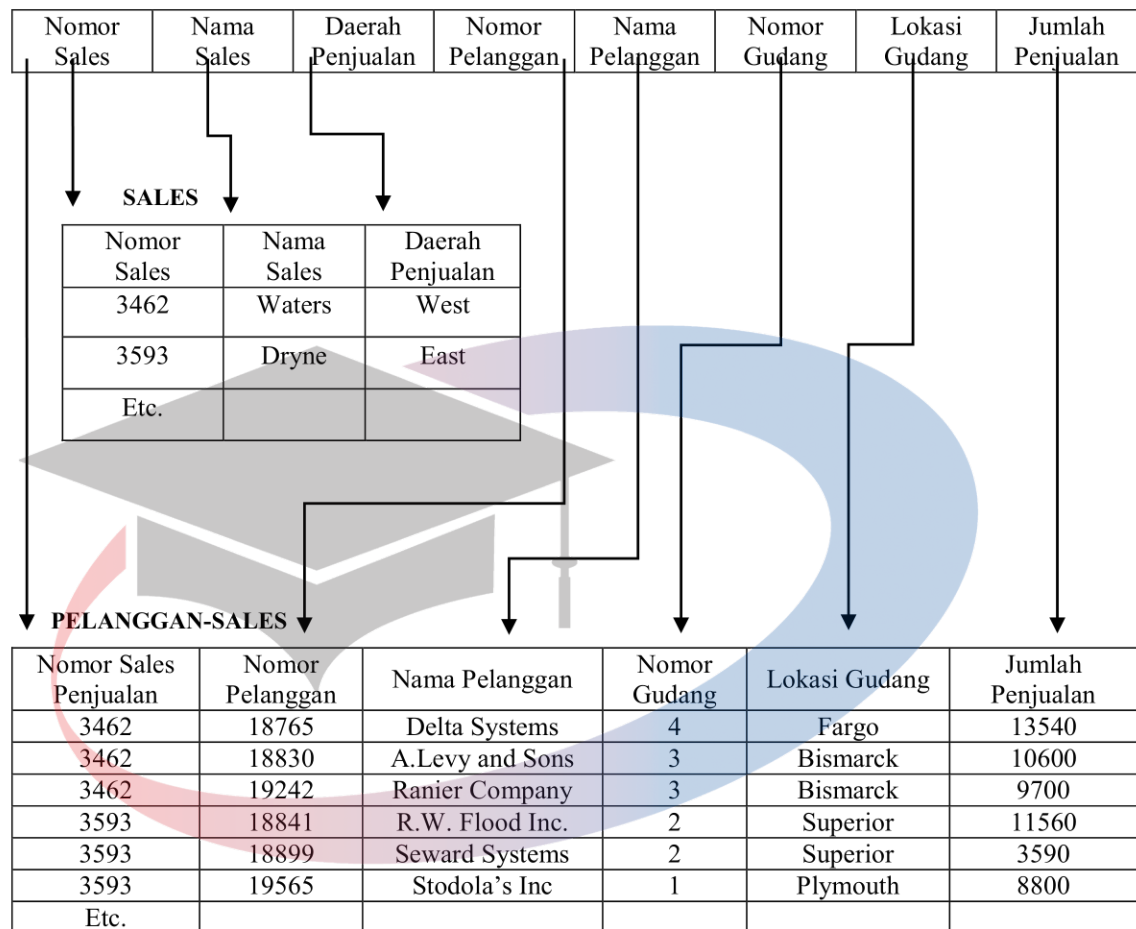 Nomor Sales | Nama Sales | Daerah Penjualan | Nomor Pelanggan | Nama Pelanggan | Nomor Gudang | Lokasi Gudang | Jumlah Penjualan
SALES
Nomor Sales | Nama Sales | Daerah Penjualan
3462 | Waters | West
3593 | Dryne | East
Etc.
PELANGGAN-SALES
Nomor Sales Penjualan | Nomor Pelanggan | Nama Pelanggan | Nomor Gudang | Lokasi Gudang | Jumlah Penjualan
3462 | 18765 | Delta Systems | 4 | Fargo | 13540
3462 | 18830 | A.Levy and Sons | 3 | Bismarck | 10600
3462 | 19242 | Ranier Company | 3 | Bismarck | 9700
3593 | 18841 | R.W. Flood Inc. | 2 | Superior | 11560
3593 | 18899 | Seward Systems | 2 | Superior | 3590
3593 | 19565 | Stodola's Inc | 1 | Plymouth | 8800
Etc.